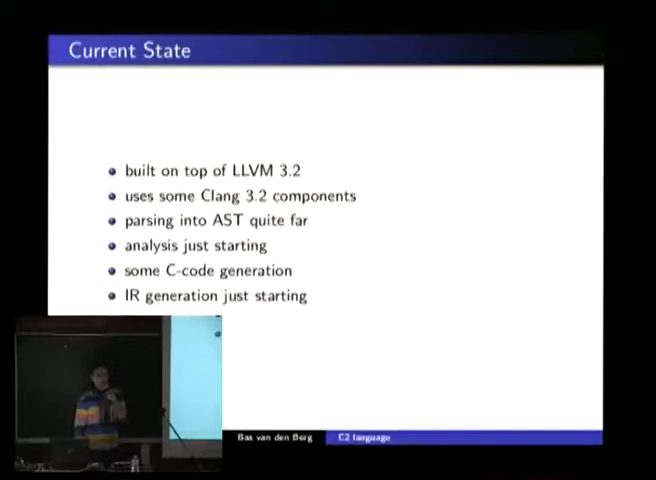 Current State
built on top of LLVM 3.2
uses some Clang 3.2 components
parsing into AST quite far
analysis just starting
some C-code generation
IR generation just starting
Bas van den Berg C2 language